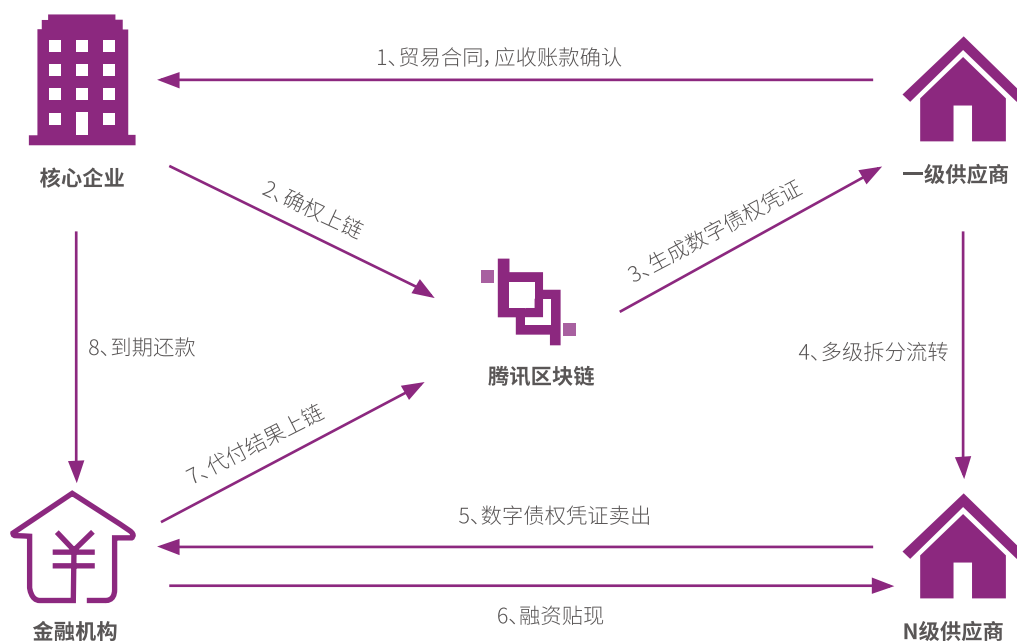 1、贸易合同，应收账款确认
核心企业
一级供应商
2、确权上链
3、生成数字债权凭证
8、到期还款
4、多级拆分流转
腾讯区块链
7、代付结果上链
5、数字债权凭证卖出
6、融资贴现
金融机构
N级供应商